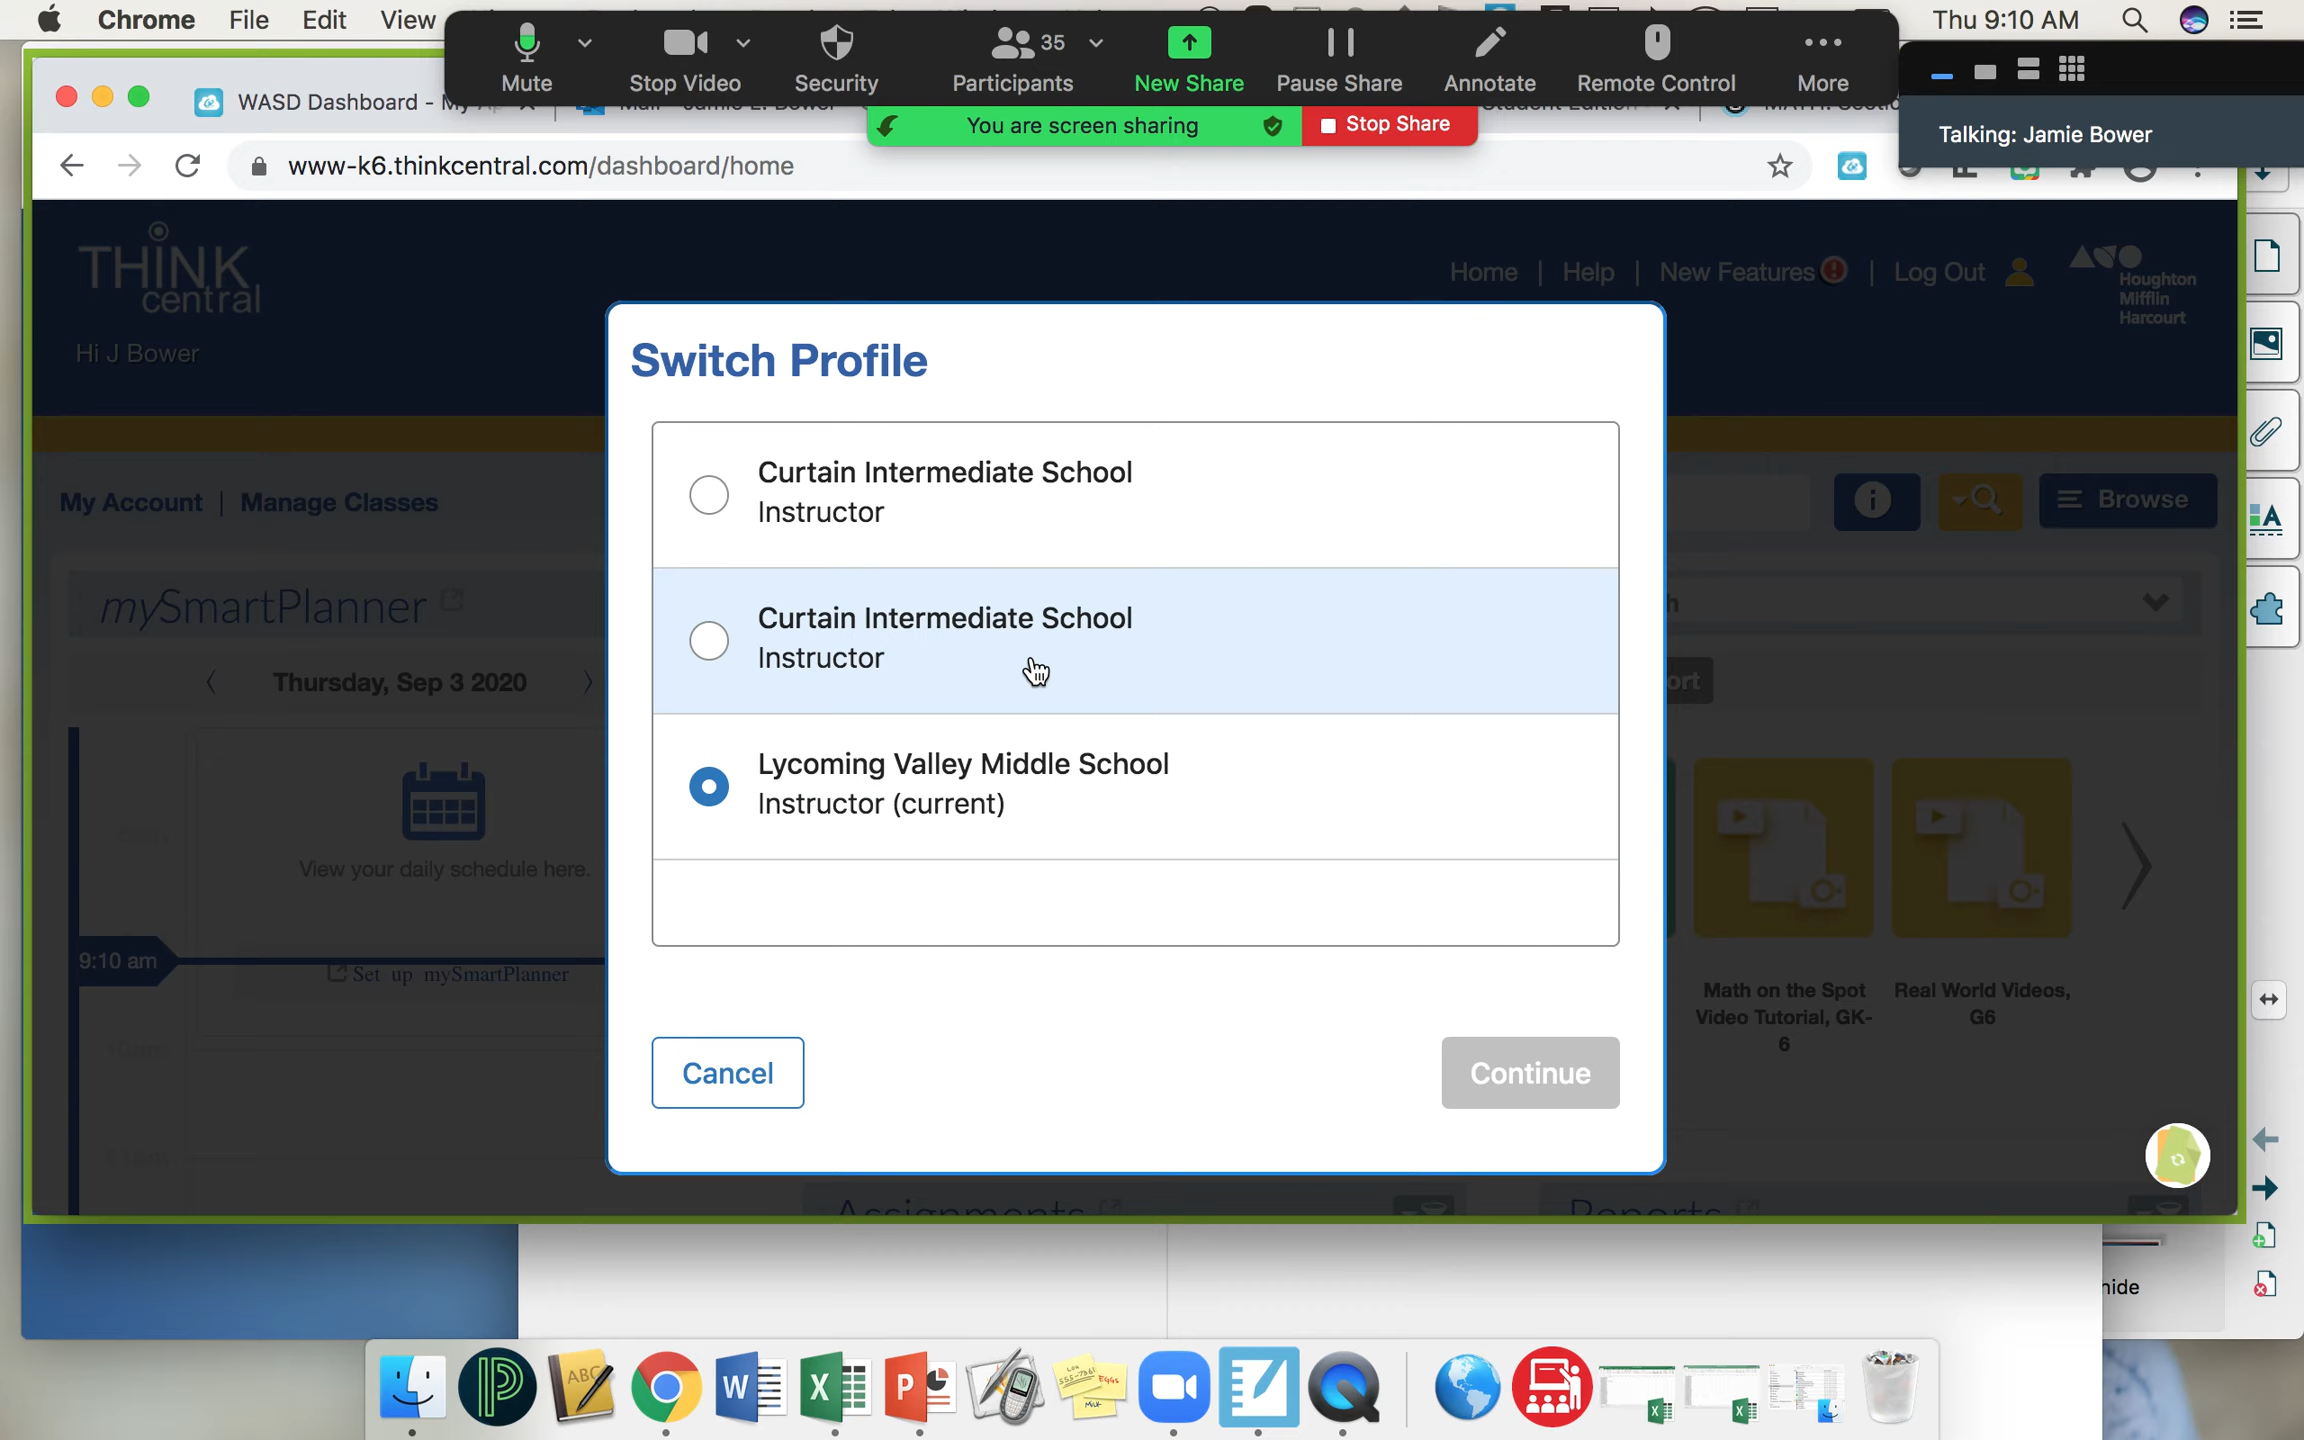 Chrome File Edit View
Thu 9:10 AM
Mute
Stop Video
Security
35
Participants
New Share
Pause Share
Annotate
Remote Control
More
You are screen sharing
Stop Share
Talking: Jamie Bower
WASD Dashboard - My Ap
www-k6.thinkcentral.com/dashboard/home
THINK
central
Hi J Bower
Home | Help | New Features | Log Out
Houghton
Mifflin
Harcourt
My Account | Manage Classes
Browse
mySmartPlanner
Thursday, Sep 3 2020
View your daily schedule here.
9:10 am
Set up mySmartPlanner
Switch Profile
Curtain Intermediate School
Instructor
Curtain Intermediate School
Instructor
Lycoming Valley Middle School
Instructor (current)
Cancel
Continue
Math on the Spot
Video Tutorial, GK-
6
Real World Videos,
G6
Assignments
Reports